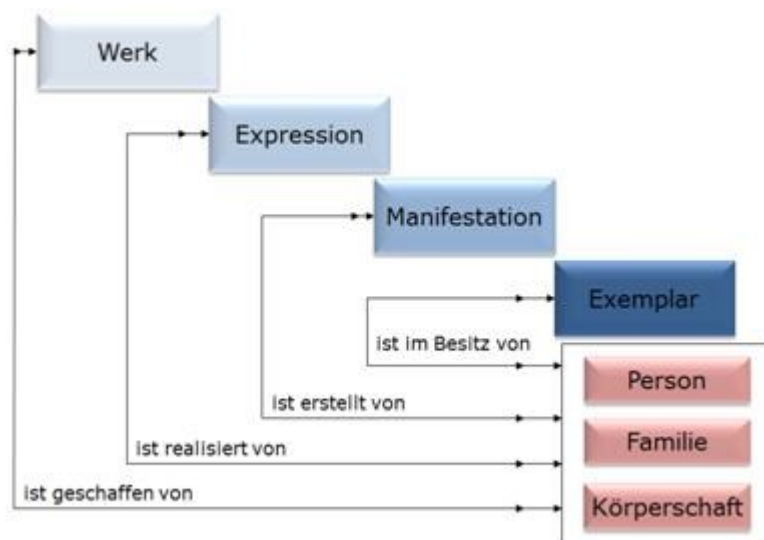 Werk
Expression
Manifestation
Exemplar
ist im Besitz von
Person
ist erstellt von
Familie
ist realisiert von
ist geschaffen von
Körperschaft